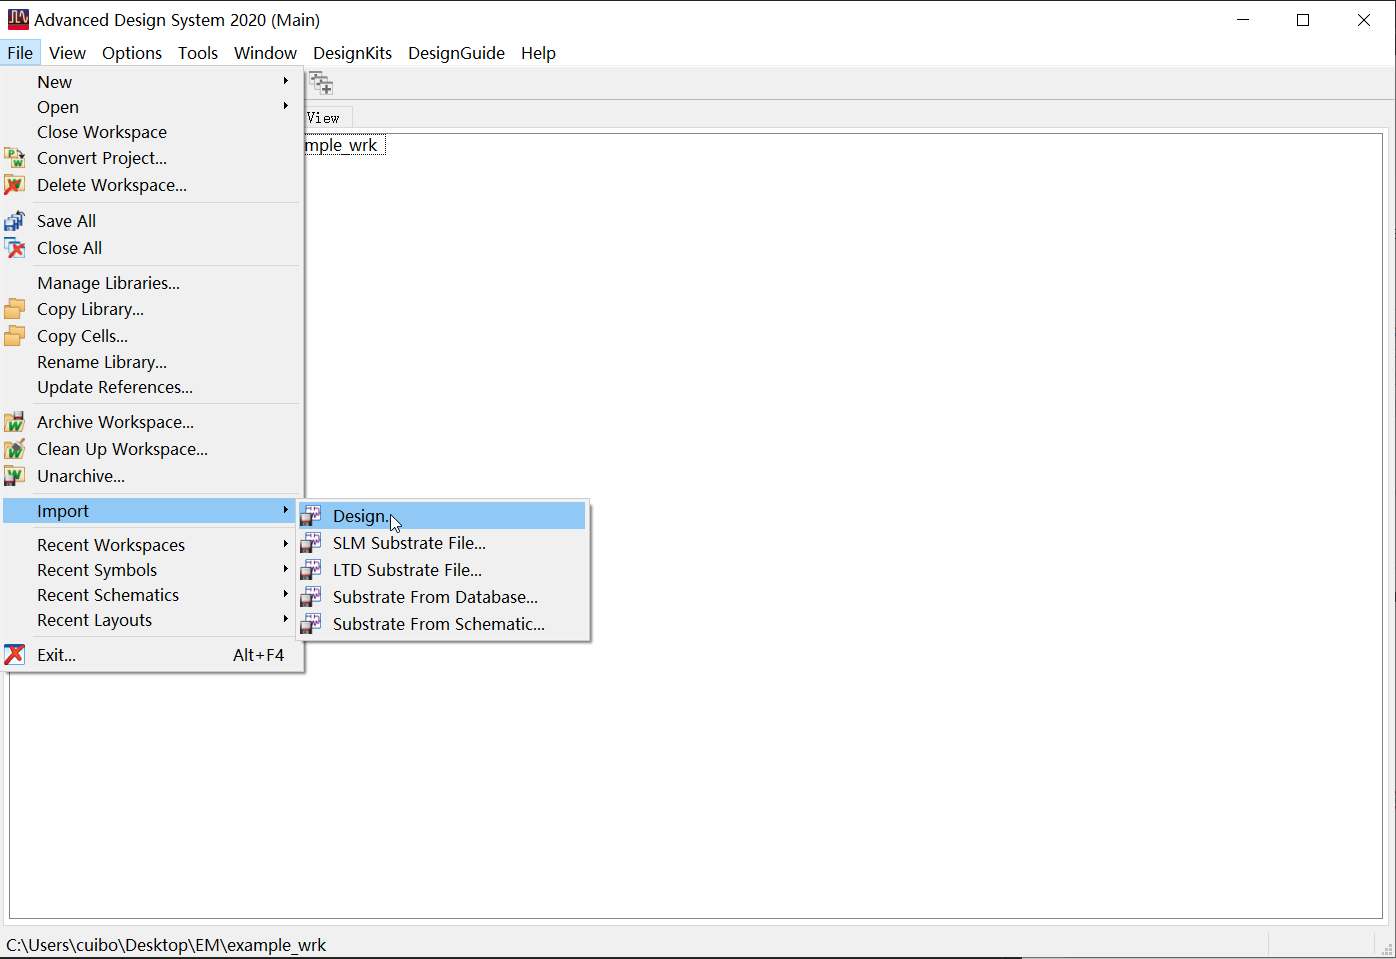 Advanced Design System 2020 (Main)
File View Options Tools Window DesignKits DesignGuide Help
New
Open
Close Workspace
Convert Project...
Delete Workspace...
Save All
Close All
Manage Libraries...
Copy Library...
Copy Cells...
Rename Library...
Update References...
Archive Workspace...
Clean Up Workspace...
Unarchive...
Import
Recent Workspaces
Recent Symbols
Recent Schematics
Recent Layouts
Exit... Alt+F4
View
mple_wrk
Design..
SLM Substrate File...
LTD Substrate File...
Substrate From Database...
Substrate From Schematic...
C:\Users\cuibo\Desktop\EM\example_wrk